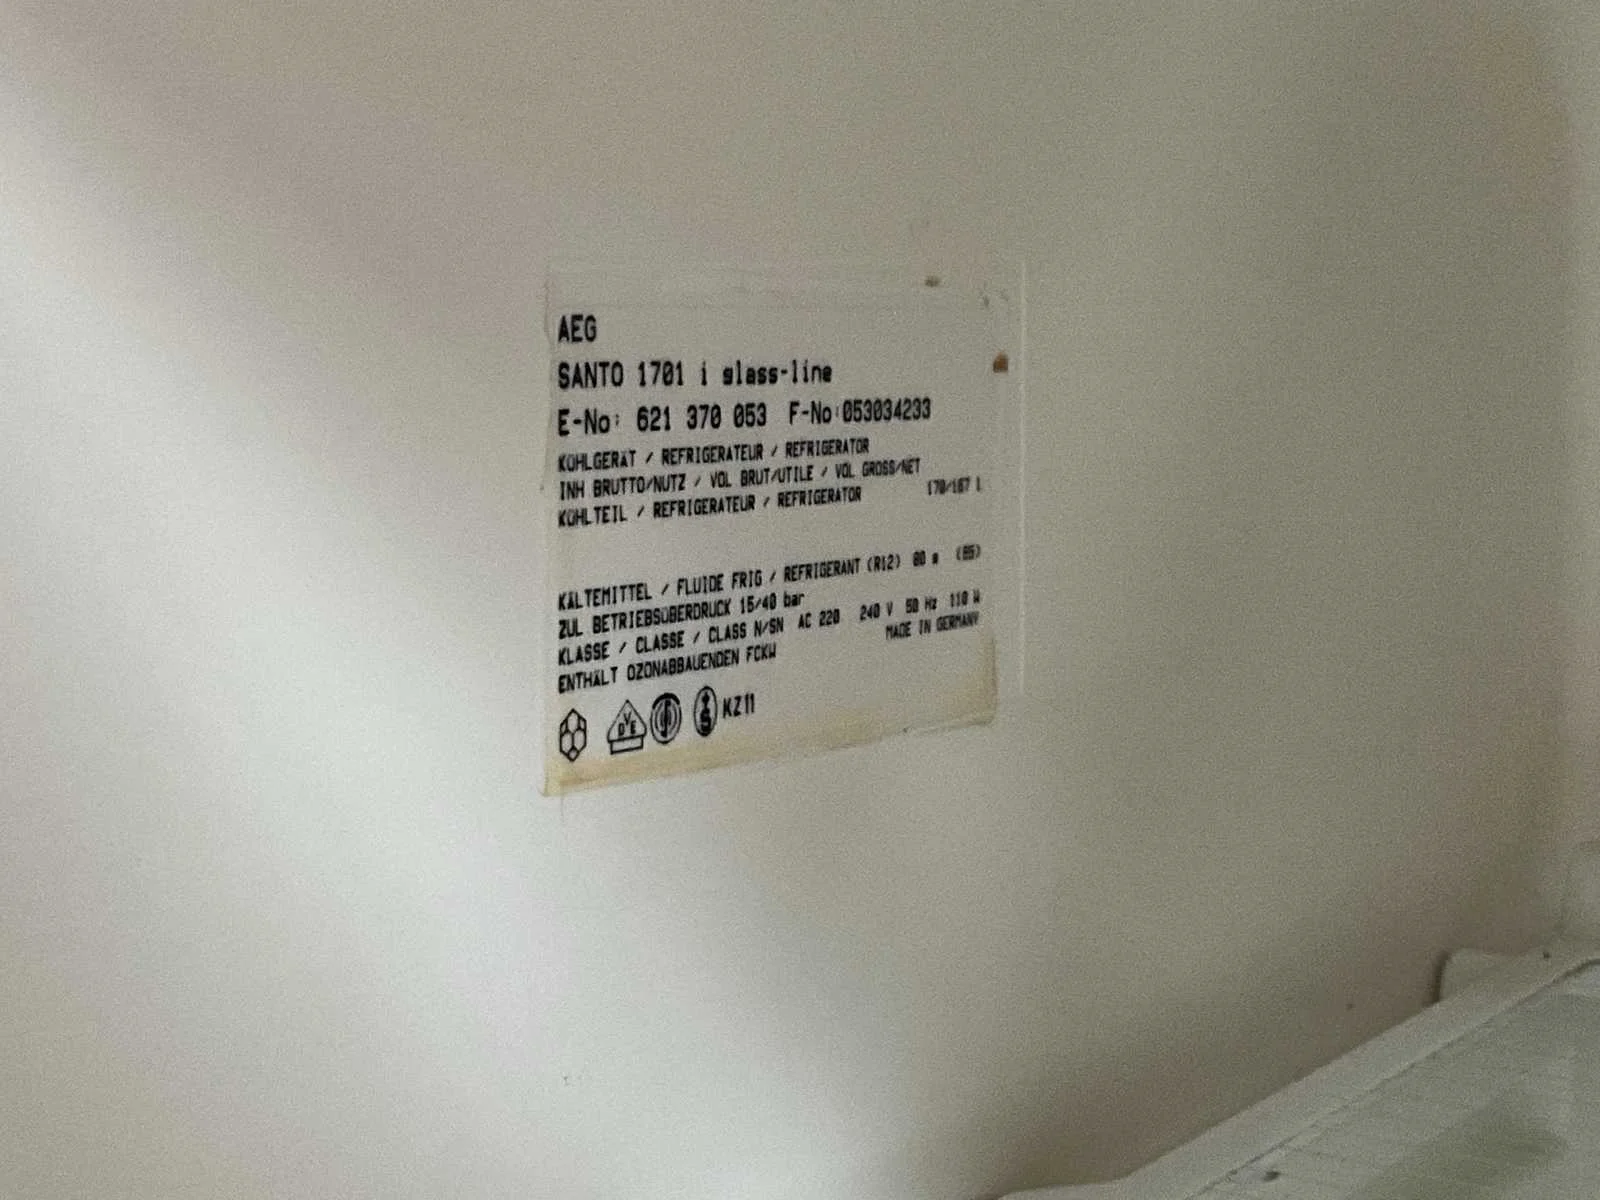 AEG
SANTO 1701 i glass-line
E-No: 621 370 053 F-No:053034233
KÜHLGERÄT / REFRIGERATEUR / REFRIGERATOR
INH BRUTTO/NUTZ / VOL BRUT/UTILE / VOL GROSS/NET
KÜHLTEIL / REFRIGERATEUR / REFRIGERATOR 170/167 l
KÄLTEMITTEL / FLUIDE FRIG / REFRIGERANT (R12) 80 g
ZUL BETRIEBSÜBERDRUCK 15/40 bar
KLASSE / CLASSE / CLASS N/SN AC 220 240 V 50 Hz 110 W
ENTHÄLT OZONABBAUENDEN FCKW MADE IN GERMANY
VDE KZ11